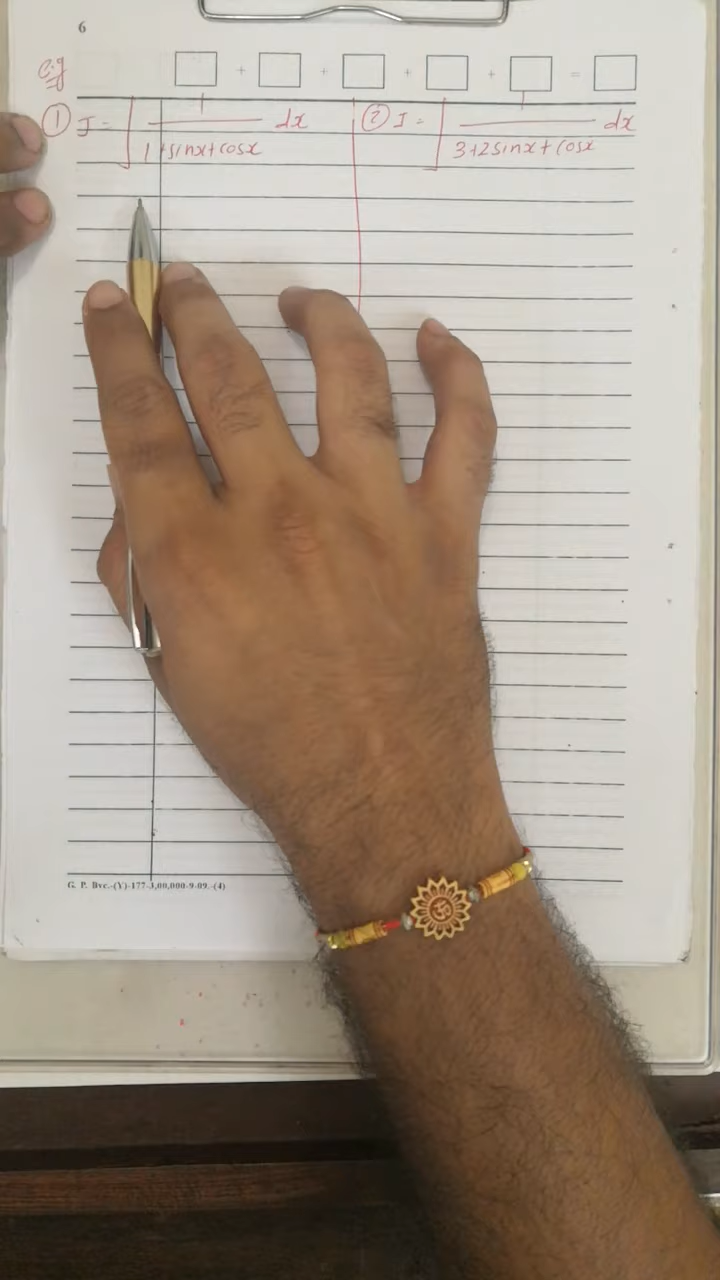 6
e.g
+ + + + =
① I = ∫ 1 / 1+sinx+cosx dx
② I = ∫ 1 / 3+2sinx+cosx dx
G. P. Bvc.-(Y)-177-3,00,000-9-09.-(4)